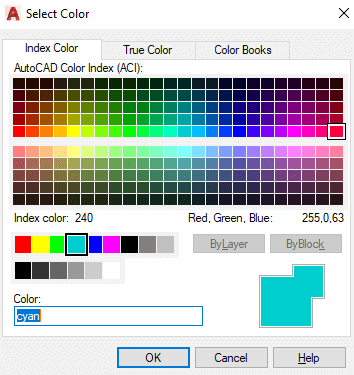 Select Color
Index Color True Color Color Books
AutoCAD Color Index (ACI):
Index color: 240 Red, Green, Blue: 255,0,63
ByLayer ByBlock
Color:
cyan
OK Cancel Help